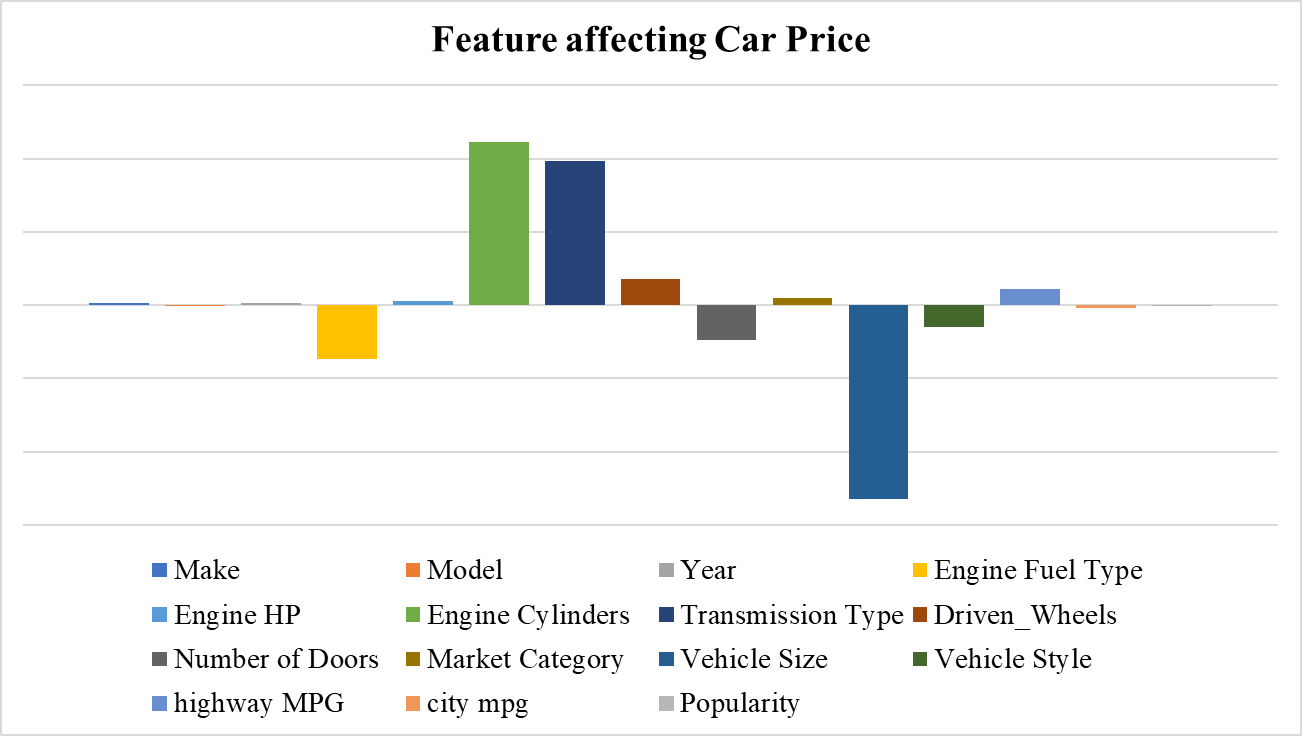 Feature affecting Car Price
Make Model Year Engine Fuel Type
Engine HP Engine Cylinders Transmission Type Driven_Wheels
Number of Doors Market Category Vehicle Size Vehicle Style
highway MPG city mpg Popularity